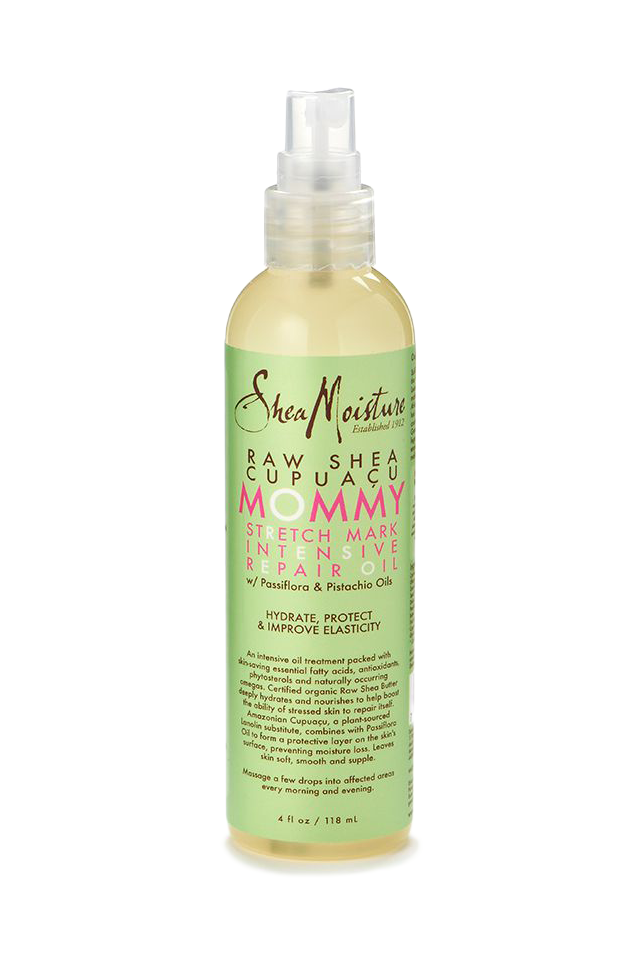 Shea Moisture
Established 1912
RAW SHEA
CUPUAÇU
MOMMY
STRETCH MARK
INTENSIVE
REPAIR OIL
w/ Passiflora & Pistachio Oils
HYDRATE, PROTECT
& IMPROVE ELASTICITY
An intensive oil treatment packed with
skin-saving essential fatty acids, antioxidants,
phytosterols and naturally occurring
omegas. Certified organic Raw Shea Butter
deeply hydrates and nourishes to help boost
the ability of stressed skin to repair itself.
Amazonian Cupuaçu, a plant-sourced
Lanolin substitute, combines with Passiflora
Oil to form a protective layer on the skin's
surface, preventing moisture loss. Leaves
skin soft, smooth and supple.
Massage a few drops into affected areas
every morning and evening.
4 fl oz / 118 mL